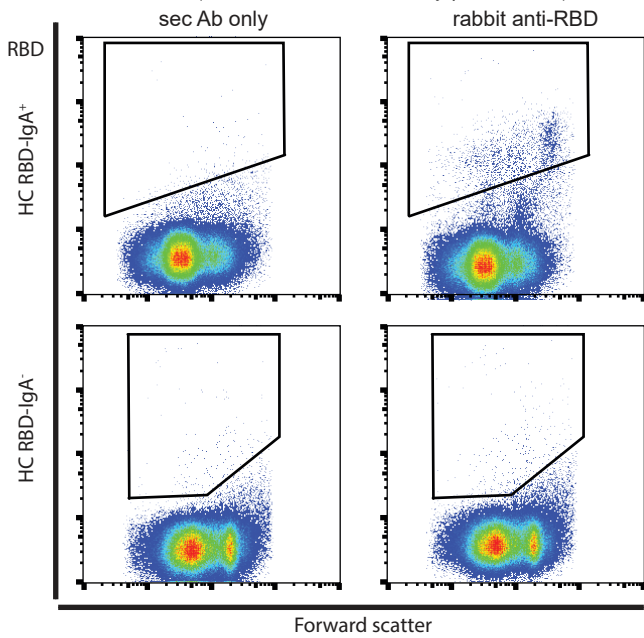 sec Ab only
rabbit anti-RBD
RBD
HC RBD-IgA⁺
HC RBD-IgA⁻
Forward scatter